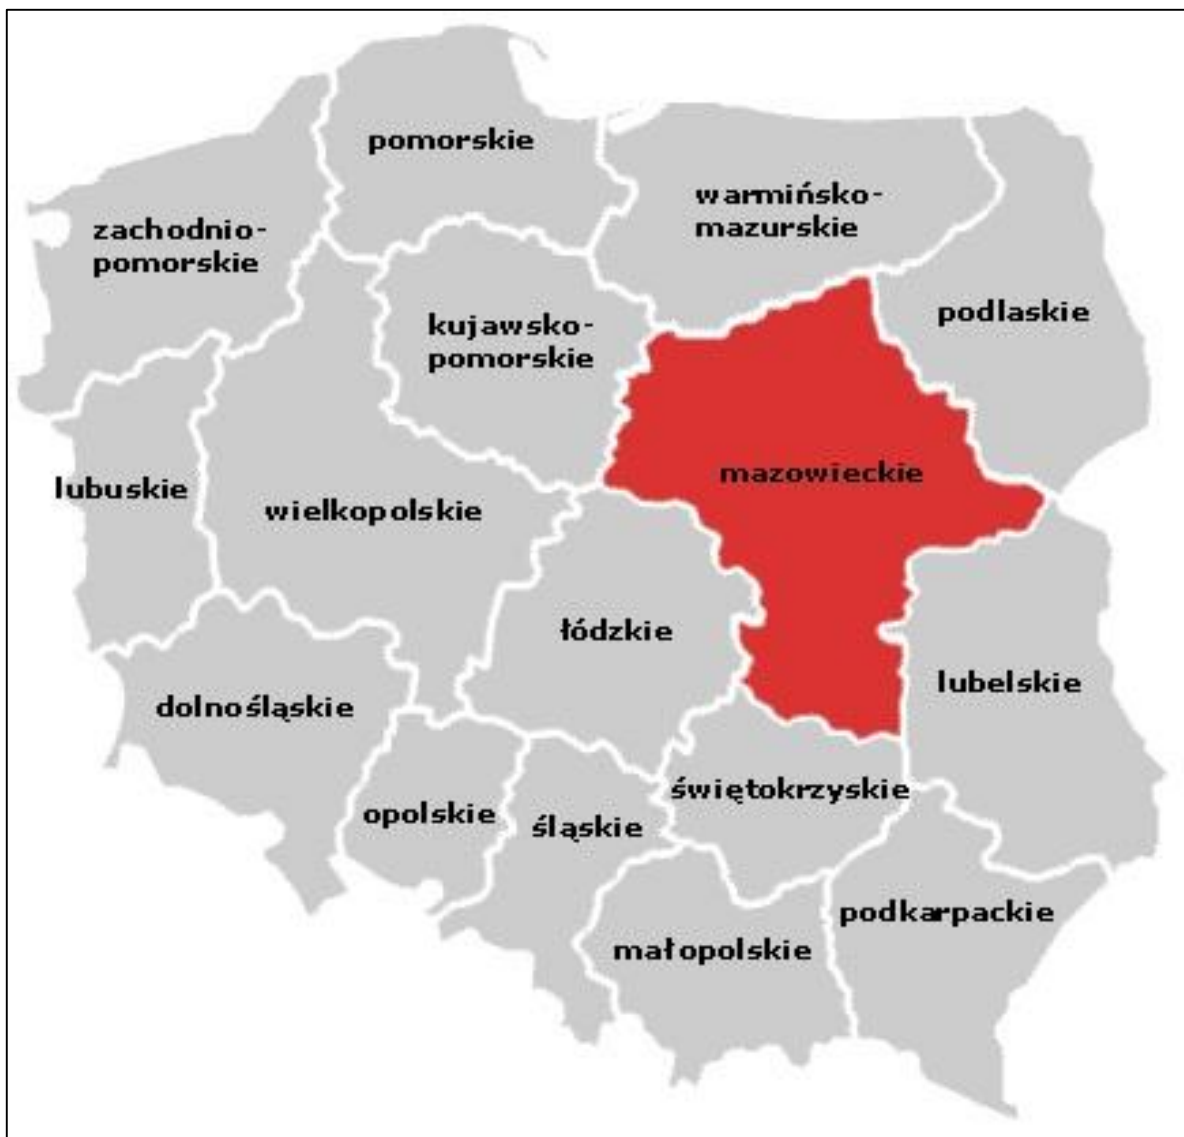 pomorskie
warmińsko-
mazurskie
zachodnio-
pomorskie
podlaskie
kujawsko-
pomorskie
mazowieckie
lubuskie
wielkopolskie
łódzkie
lubelskie
dolnośląskie
świętokrzyskie
opolskie
śląskie
podkarpackie
małopolskie